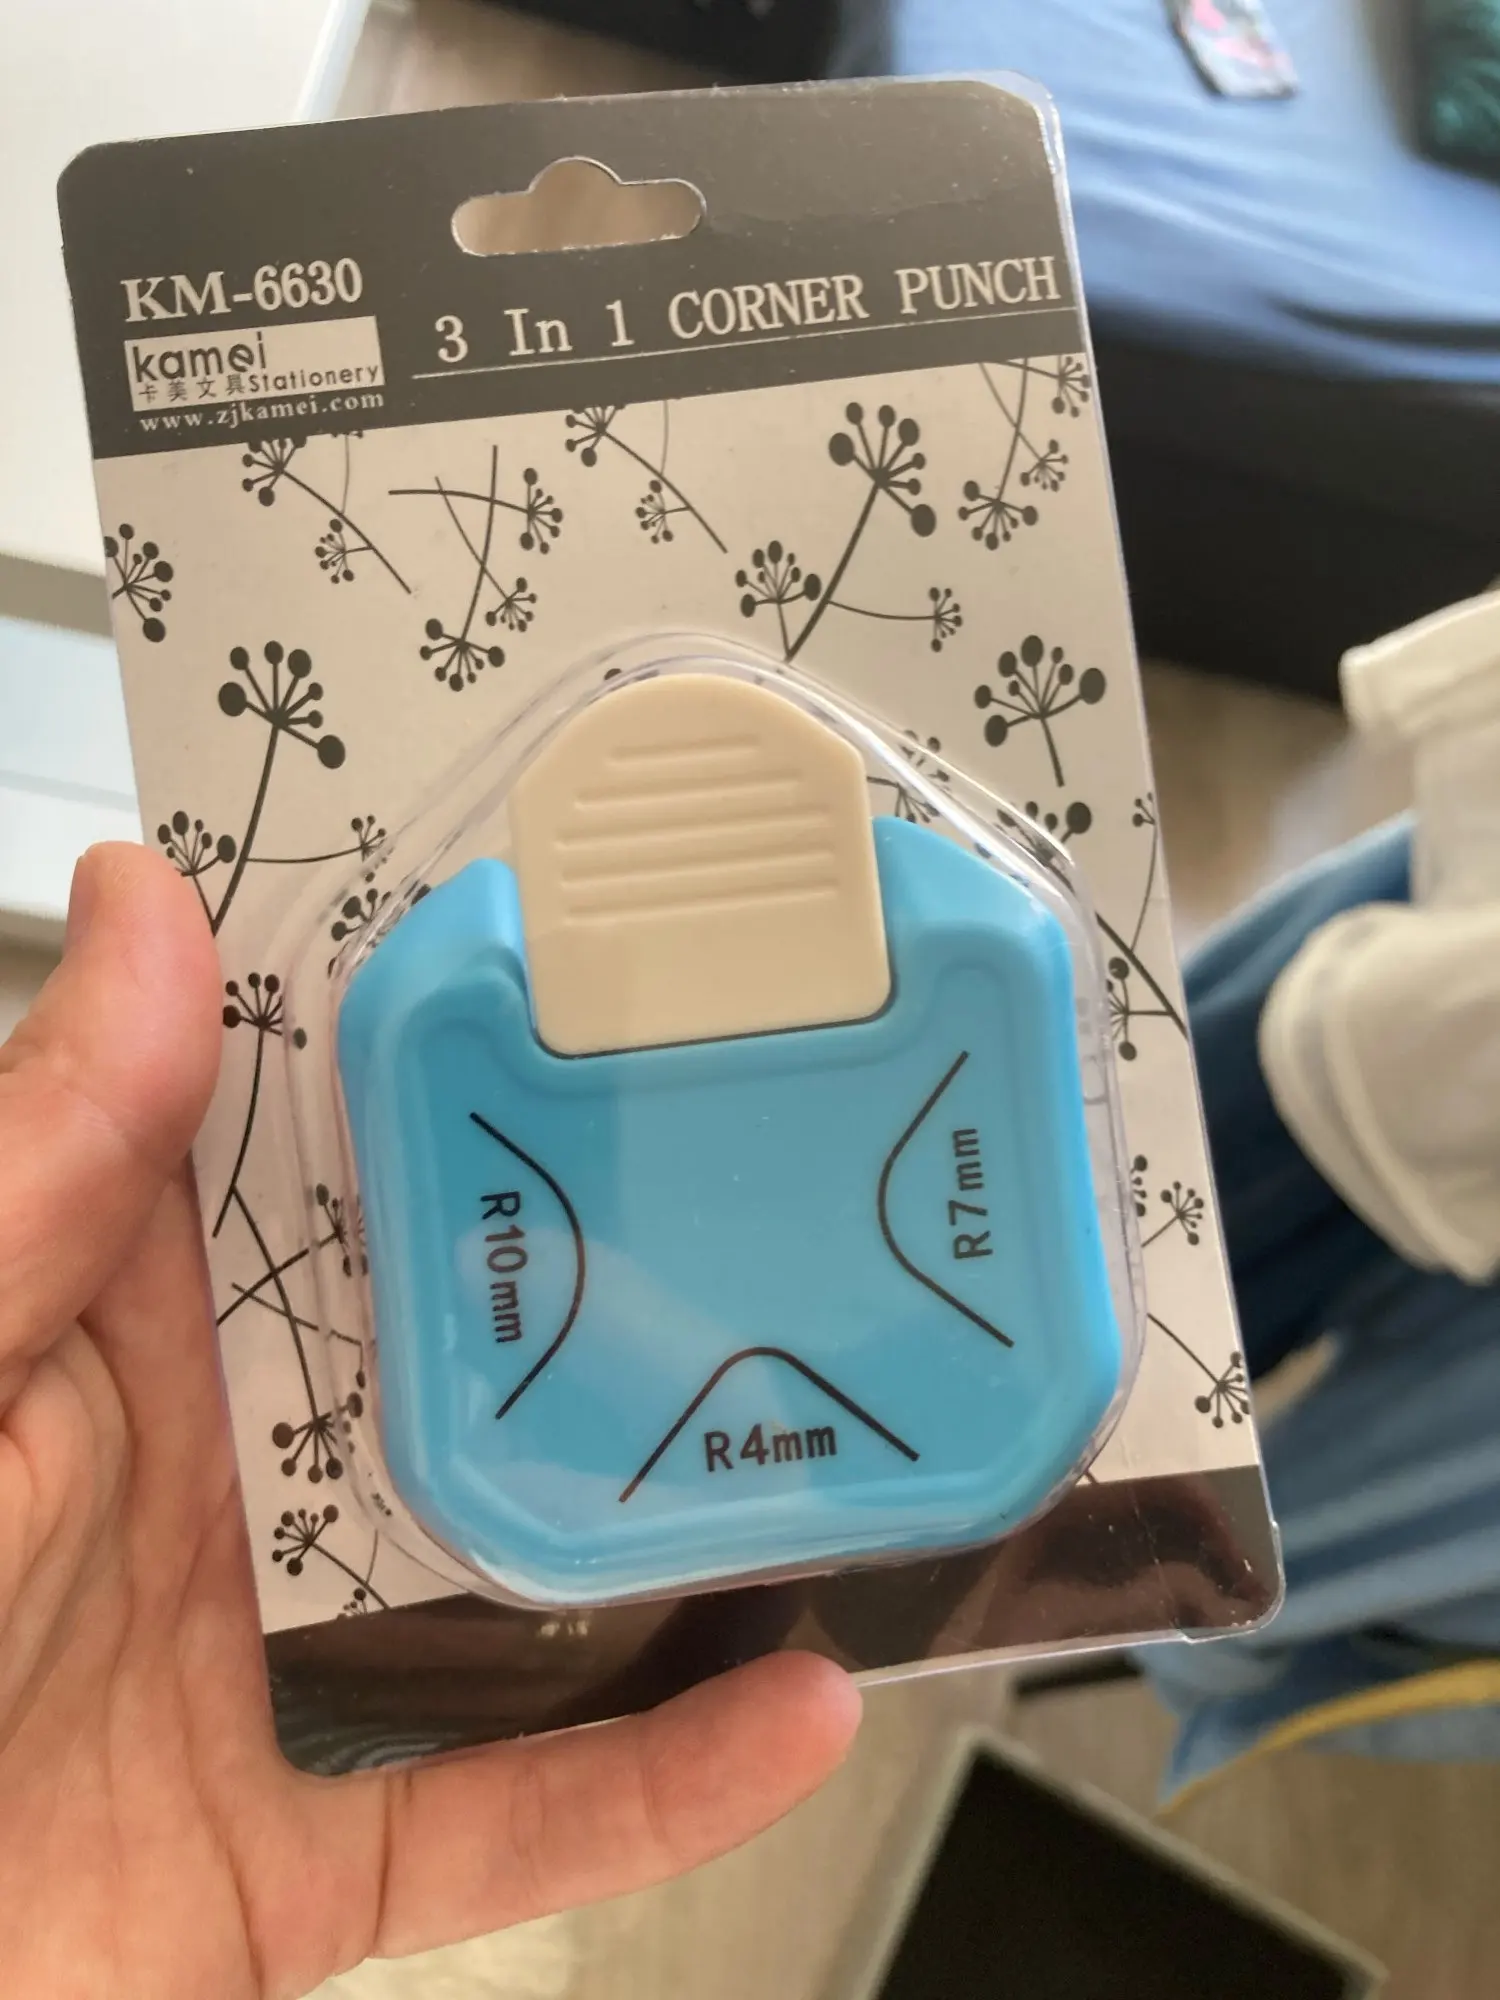 KM-6630
3 In 1 CORNER PUNCH
kamei
卡美文具Stationery
www.zjkamei.com
R10mm
R7mm
R4mm